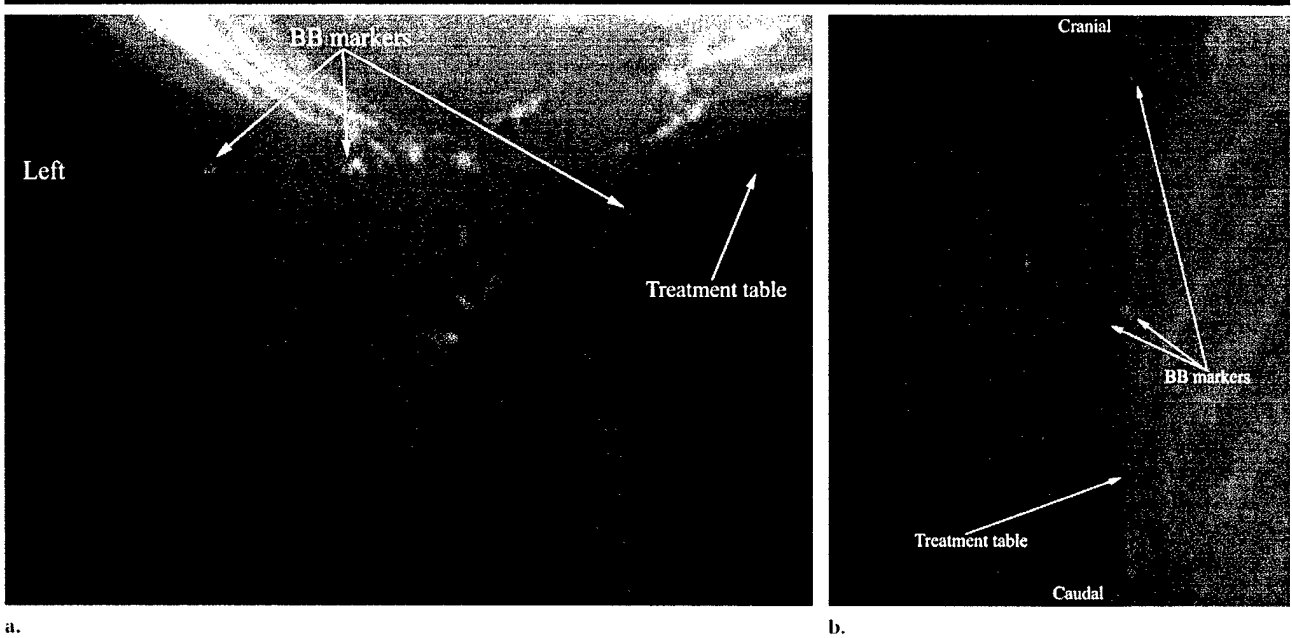 BB markers
Left
Treatment table
a.
Cranial
BB markers
Treatment table
Caudal
b.